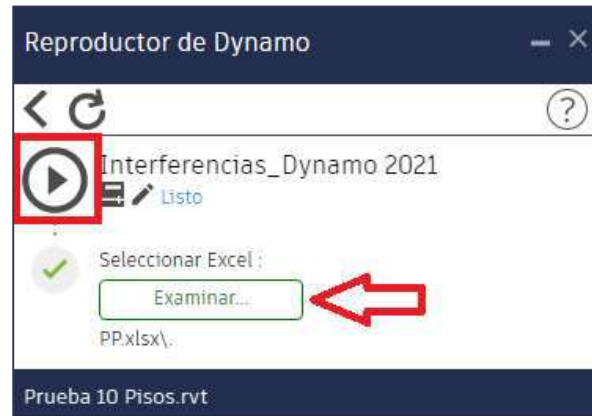 Reproductor de Dynamo
?
Interferencias_Dynamo 2021
Listo
Seleccionar Excel :
Examinar...
PP.xlsx\.
Prueba 10 Pisos.rvt